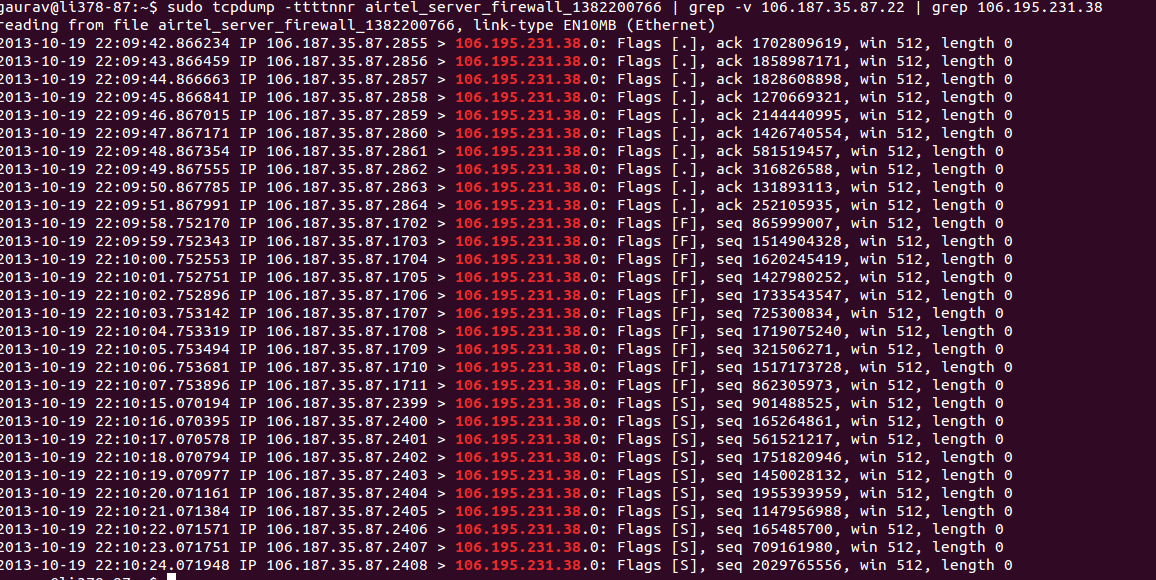 gaurav@li378-87:~$ sudo tcpdump -ttttnnr airtel_server_firewall_1382200766 | grep -v 106.187.35.87.22 | grep 106.195.231.38
reading from file airtel_server_firewall_1382200766, link-type EN10MB (Ethernet)
2013-10-19 22:09:42.866234 IP 106.187.35.87.2855 > 106.195.231.38.0: Flags [.], ack 1702809619, win 512, length 0
2013-10-19 22:09:43.866459 IP 106.187.35.87.2856 > 106.195.231.38.0: Flags [.], ack 1858987171, win 512, length 0
2013-10-19 22:09:44.866663 IP 106.187.35.87.2857 > 106.195.231.38.0: Flags [.], ack 1828608898, win 512, length 0
2013-10-19 22:09:45.866841 IP 106.187.35.87.2858 > 106.195.231.38.0: Flags [.], ack 1270669321, win 512, length 0
2013-10-19 22:09:46.867015 IP 106.187.35.87.2859 > 106.195.231.38.0: Flags [.], ack 2144440995, win 512, length 0
2013-10-19 22:09:47.867171 IP 106.187.35.87.2860 > 106.195.231.38.0: Flags [.], ack 1426740554, win 512, length 0
2013-10-19 22:09:48.867354 IP 106.187.35.87.2861 > 106.195.231.38.0: Flags [.], ack 581519457, win 512, length 0
2013-10-19 22:09:49.867555 IP 106.187.35.87.2862 > 106.195.231.38.0: Flags [.], ack 316826588, win 512, length 0
2013-10-19 22:09:50.867785 IP 106.187.35.87.2863 > 106.195.231.38.0: Flags [.], ack 131893113, win 512, length 0
2013-10-19 22:09:51.867991 IP 106.187.35.87.2864 > 106.195.231.38.0: Flags [.], ack 252105935, win 512, length 0
2013-10-19 22:09:58.752170 IP 106.187.35.87.1702 > 106.195.231.38.0: Flags [F], seq 865999007, win 512, length 0
2013-10-19 22:09:59.752343 IP 106.187.35.87.1703 > 106.195.231.38.0: Flags [F], seq 1514904328, win 512, length 0
2013-10-19 22:10:00.752553 IP 106.187.35.87.1704 > 106.195.231.38.0: Flags [F], seq 1620245419, win 512, length 0
2013-10-19 22:10:01.752751 IP 106.187.35.87.1705 > 106.195.231.38.0: Flags [F], seq 1427980252, win 512, length 0
2013-10-19 22:10:02.752896 IP 106.187.35.87.1706 > 106.195.231.38.0: Flags [F], seq 1733543547, win 512, length 0
2013-10-19 22:10:03.753142 IP 106.187.35.87.1707 > 106.195.231.38.0: Flags [F], seq 725300834, win 512, length 0
2013-10-19 22:10:04.753319 IP 106.187.35.87.1708 > 106.195.231.38.0: Flags [F], seq 1719075240, win 512, length 0
2013-10-19 22:10:05.753494 IP 106.187.35.87.1709 > 106.195.231.38.0: Flags [F], seq 321506271, win 512, length 0
2013-10-19 22:10:06.753681 IP 106.187.35.87.1710 > 106.195.231.38.0: Flags [F], seq 1517173728, win 512, length 0
2013-10-19 22:10:07.753896 IP 106.187.35.87.1711 > 106.195.231.38.0: Flags [F], seq 862305973, win 512, length 0
2013-10-19 22:10:15.070194 IP 106.187.35.87.2399 > 106.195.231.38.0: Flags [S], seq 901488525, win 512, length 0
2013-10-19 22:10:16.070395 IP 106.187.35.87.2400 > 106.195.231.38.0: Flags [S], seq 165264861, win 512, length 0
2013-10-19 22:10:17.070578 IP 106.187.35.87.2401 > 106.195.231.38.0: Flags [S], seq 561521217, win 512, length 0
2013-10-19 22:10:18.070794 IP 106.187.35.87.2402 > 106.195.231.38.0: Flags [S], seq 1751820946, win 512, length 0
2013-10-19 22:10:19.070977 IP 106.187.35.87.2403 > 106.195.231.38.0: Flags [S], seq 1450028132, win 512, length 0
2013-10-19 22:10:20.071161 IP 106.187.35.87.2404 > 106.195.231.38.0: Flags [S], seq 1955393959, win 512, length 0
2013-10-19 22:10:21.071384 IP 106.187.35.87.2405 > 106.195.231.38.0: Flags [S], seq 1147956988, win 512, length 0
2013-10-19 22:10:22.071571 IP 106.187.35.87.2406 > 106.195.231.38.0: Flags [S], seq 165485700, win 512, length 0
2013-10-19 22:10:23.071751 IP 106.187.35.87.2407 > 106.195.231.38.0: Flags [S], seq 709161980, win 512, length 0
2013-10-19 22:10:24.071948 IP 106.187.35.87.2408 > 106.195.231.38.0: Flags [S], seq 2029765556, win 512, length 0
@li378-87:~$